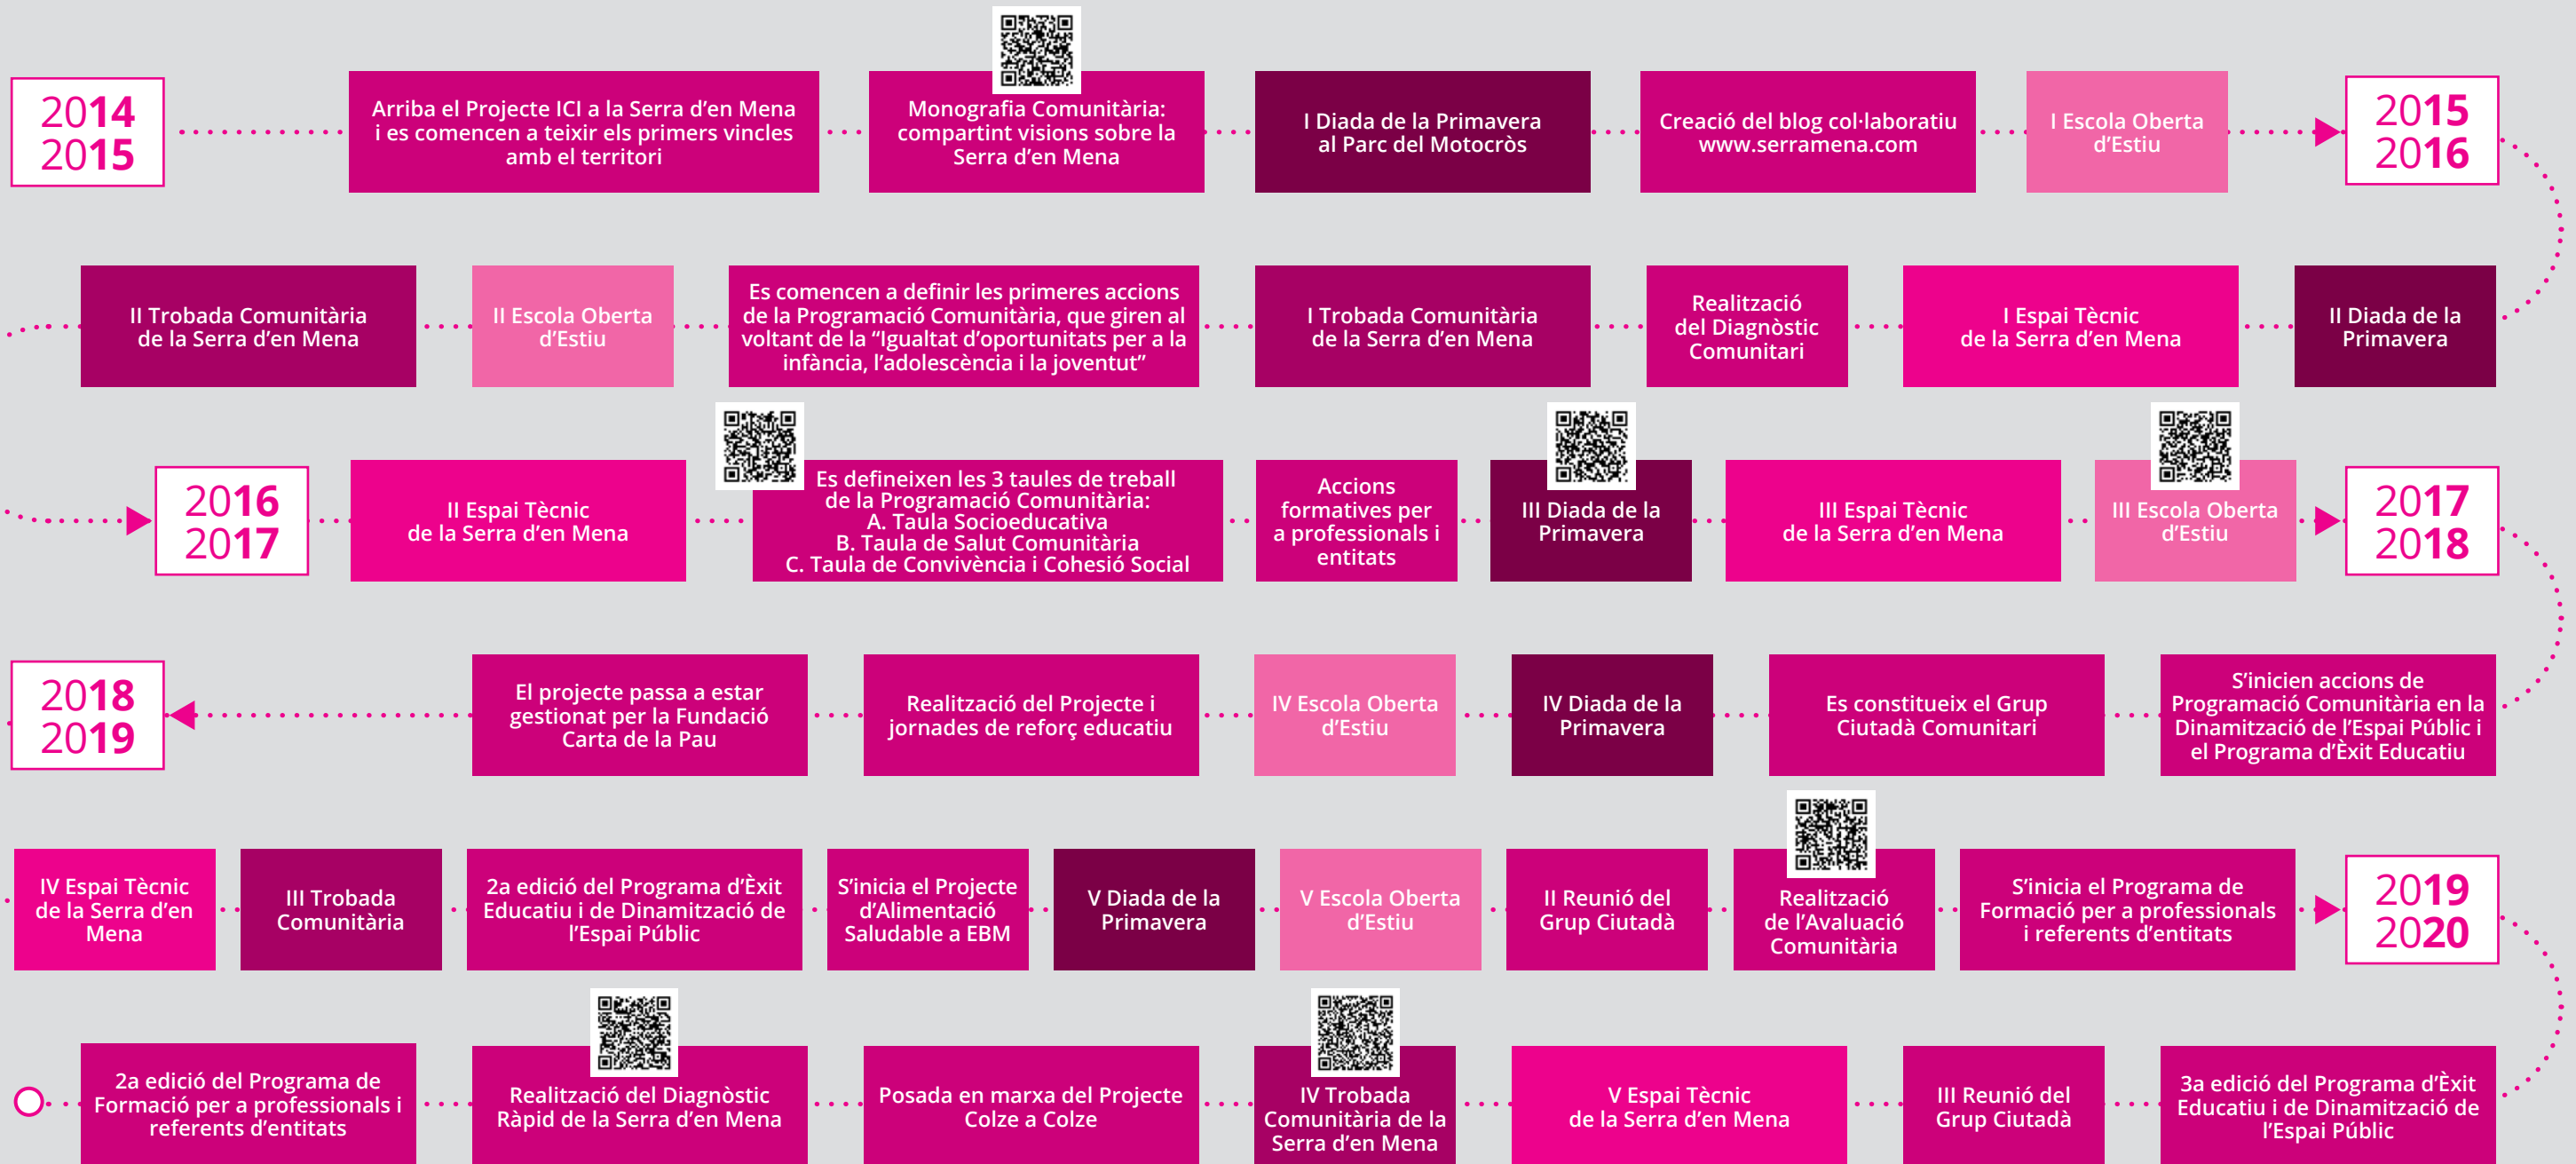 2014
2015
Arriba el Projecte ICI a la Serra d’en Mena
i es comencen a teixir els primers vincles
amb el territori
Monografia Comunitària:
compartint visions sobre la
Serra d’en Mena
I Diada de la Primavera
al Parc del Motocròs
Creació del blog col·laboratiu
www.serramena.com
I Escola Oberta
d’Estiu
2015
2016
II Trobada Comunitària
de la Serra d’en Mena
II Escola Oberta
d’Estiu
Es comencen a definir les primeres accions
de la Programació Comunitària, que giren al
voltant de la “Igualtat d’oportunitats per a la
infància, l’adolescència i la joventut”
I Trobada Comunitària
de la Serra d’en Mena
Realització
del Diagnòstic
Comunitari
I Espai Tècnic
de la Serra d’en Mena
II Diada de la
Primavera
2016
2017
II Espai Tècnic
de la Serra d’en Mena
Es defineixen les 3 taules de treball
de la Programació Comunitària:
A. Taula Socioeducativa
B. Taula de Salut Comunitària
C. Taula de Convivència i Cohesió Social
Accions
formatives per
a professionals i
entitats
III Diada de la
Primavera
III Espai Tècnic
de la Serra d’en Mena
III Escola Oberta
d’Estiu
2017
2018
2018
2019
El projecte passa a estar
gestionat per la Fundació
Carta de la Pau
Realització del Projecte i
jornades de reforç educatiu
IV Escola Oberta
d’Estiu
IV Diada de la
Primavera
Es constitueix el Grup
Ciutadà Comunitari
S’inicien accions de
Programació Comunitària en la
Dinamització de l’Espai Públic i
el Programa d’Èxit Educatiu
IV Espai Tècnic
de la Serra d’en
Mena
III Trobada
Comunitària
2a edició del Programa d’Èxit
Educatiu i de Dinamització de
l’Espai Públic
S’inicia el Projecte
d’Alimentació
Saludable a EBM
V Diada de la
Primavera
V Escola Oberta
d’Estiu
II Reunió del
Grup Ciutadà
Realització
de l’Avaluació
Comunitària
S’inicia el Programa de
Formació per a professionals
i referents d’entitats
2019
2020
2a edició del Programa de
Formació per a professionals i
referents d’entitats
Realització del Diagnòstic
Ràpid de la Serra d’en Mena
Posada en marxa del Projecte
Colze a Colze
IV Trobada
Comunitària de la
Serra d’en Mena
V Espai Tècnic
de la Serra d’en Mena
III Reunió del
Grup Ciutadà
3a edició del Programa d’Èxit
Educatiu i de Dinamització de
l’Espai Públic